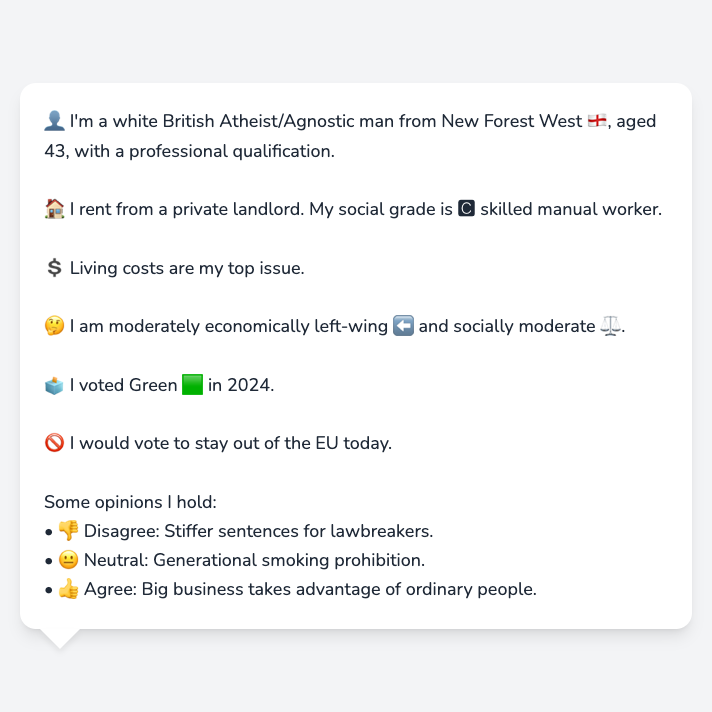 👤 I'm a white British Atheist/Agnostic man from New Forest West 🏴󠁧󠁢󠁥󠁮󠁧󠁿, aged
43, with a professional qualification.
🏠 I rent from a private landlord. My social grade is 🅲 skilled manual worker.
💲 Living costs are my top issue.
🤔 I am moderately economically left-wing ⬅️ and socially moderate ⚖️.
🗳️ I voted Green 🟩 in 2024.
🚫 I would vote to stay out of the EU today.
Some opinions I hold:
• 👎 Disagree: Stiffer sentences for lawbreakers.
• 😐 Neutral: Generational smoking prohibition.
• 👍 Agree: Big business takes advantage of ordinary people.